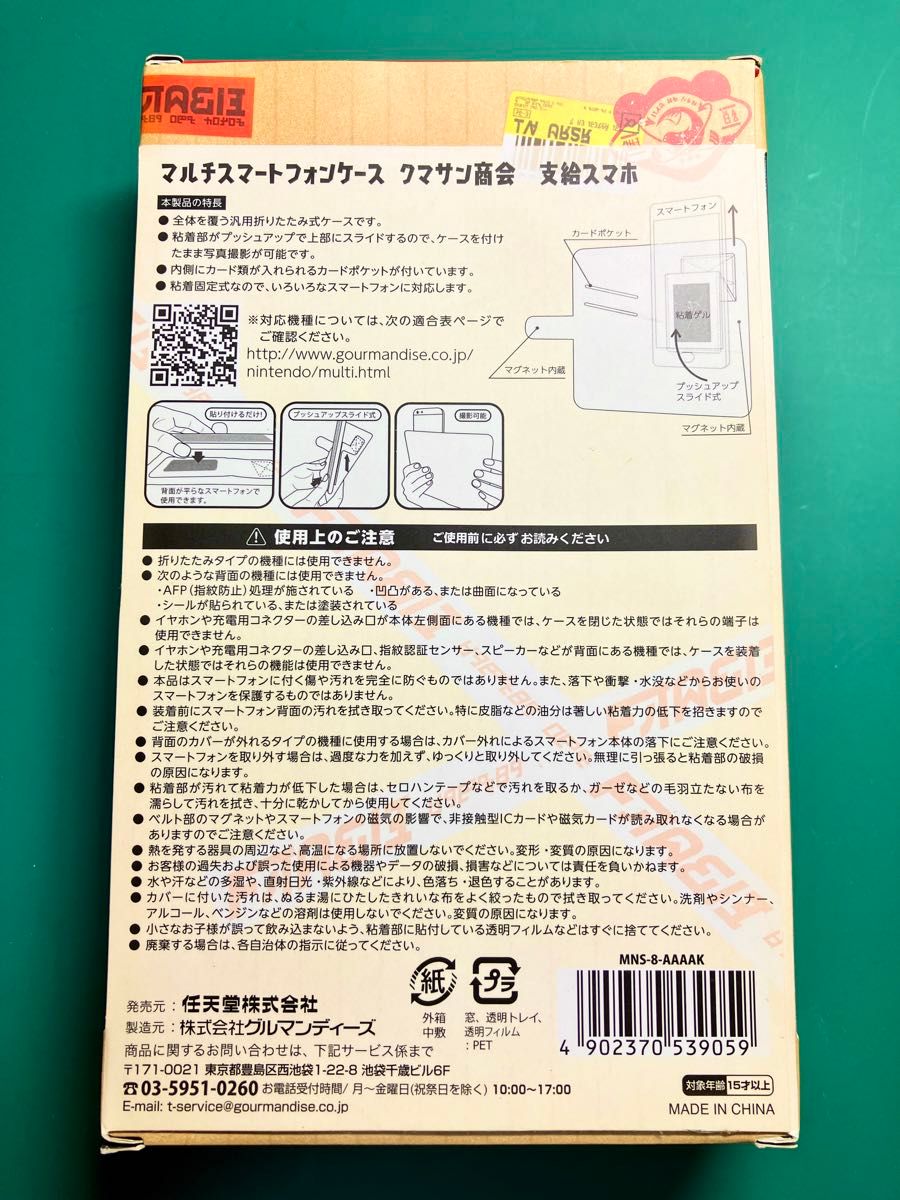 マルチスマートフォンケース クマサン商会 支給スマホ
本製品の特長
● 全体を覆う汎用折りたたみ式ケースです。
● 粘着部がプッシュアップで上部にスライドするので、ケースを付け
たまま写真撮影が可能です。
● 内側にカード類が入れられるカードポケットが付いています。
● 粘着固定式なので、いろいろなスマートフォンに対応します。
※対応機種については、次の適合表ページで
ご確認ください。
http://www.gourmandise.co.jp/
nintendo/multi.html
スマートフォン
カードポケット
粘着ゲル
マグネット内蔵
プッシュアップ
スライド式
マグネット内蔵
貼り付けるだけ!
背面が平らなスマートフォンで
使用できます。
プッシュアップスライド式
撮影可能
⚠ 使用上のご注意 ご使用前に必ずお読みください
● 折りたたみタイプの機種には使用できません。
● 次のような背面の機種には使用できません。
・AFP(指紋防止)処理が施されている ・凹凸がある、または曲面になっている
・シールが貼られている、または塗装されている
● イヤホンや充電用コネクターの差し込み口が本体左側面にある機種では、ケースを閉じた状態ではそれらの端子は
使用できません。
● イヤホンや充電用コネクターの差し込み口、指紋認証センサー、スピーカーなどが背面にある機種では、ケースを装着
した状態ではそれらの機能は使用できません。
● 本品はスマートフォンに付く傷や汚れを完全に防ぐものではありません。また、落下や衝撃・水没などからお使いの
スマートフォンを保護するものではありません。
● 装着前にスマートフォン背面の汚れを拭き取ってください。特に皮脂などの油分は著しい粘着力の低下を招きますので
ご注意ください。
● 背面のカバーが外れるタイプの機種に使用する場合は、カバー外れによるスマートフォン本体の落下にご注意ください。
● スマートフォンを取り外す場合は、過度な力を加えず、ゆっくりと取り外してください。無理に引っ張ると粘着部の破損
の原因になります。
● 粘着部が汚れて粘着力が低下した場合は、セロハンテープなどで汚れを取るか、ガーゼなどの毛羽立たない布を
濡らして汚れを拭き、十分に乾かしてから使用してください。
● ベルト部のマグネットやスマートフォンの磁気の影響で、非接触型ICカードや磁気カードが読み取れなくなる場合が
ありますのでご注意ください。
● 熱を発する器具の周辺など、高温になる場所に放置しないでください。変形・変質の原因になります。
● お客様の過失および誤った使用による機器やデータの破損、損害などについては責任を負いかねます。
● 水や汗などの多湿や、直射日光・紫外線などにより、色落ち・退色することがあります。
● カバーに付いた汚れは、ぬるま湯にひたしたきれいな布をよく絞ったもので拭き取ってください。洗剤やシンナー、
アルコール、ベンジンなどの溶剤は使用しないでください。変質の原因になります。
● 小さなお子様が誤って飲み込まないよう、粘着部に貼付している透明フィルムなどはすぐに捨ててください。
● 廃棄する場合は、各自治体の指示に従ってください。
発売元：任天堂株式会社
製造元：株式会社グルマンディーズ
商品に関するお問い合わせは、下記サービス係まで
〒171-0021 東京都豊島区西池袋1-22-8 池袋千歳ビル6F
☎03-5951-0260 お電話受付時間/ 月～金曜日(祝祭日を除く) 10:00～17:00
E-mail: t-service@gourmandise.co.jp
紙
外箱
中敷
プラ
窓、透明トレイ、
透明フィルム
：PET
MNS-8-AAAAK
4 902370 539059
対象年齢 15才以上
MADE IN CHINA